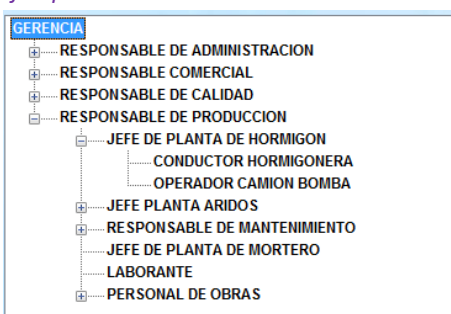 GERENCIA
RESPONSABLE DE ADMINISTRACION
RESPONSABLE COMERCIAL
RESPONSABLE DE CALIDAD
RESPONSABLE DE PRODUCCION
JEFE DE PLANTA DE HORMIGON
CONDUCTOR HORMIGONERA
OPERADOR CAMION BOMBA
JEFE PLANTA ARIDOS
RESPONSABLE DE MANTENIMIENTO
JEFE DE PLANTA DE MORTERO
LABORANTE
PERSONAL DE OBRAS